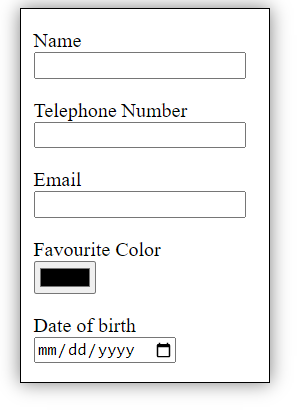 Name
Telephone Number
Email
Favourite Color
Date of birth
mm/dd/yyyy